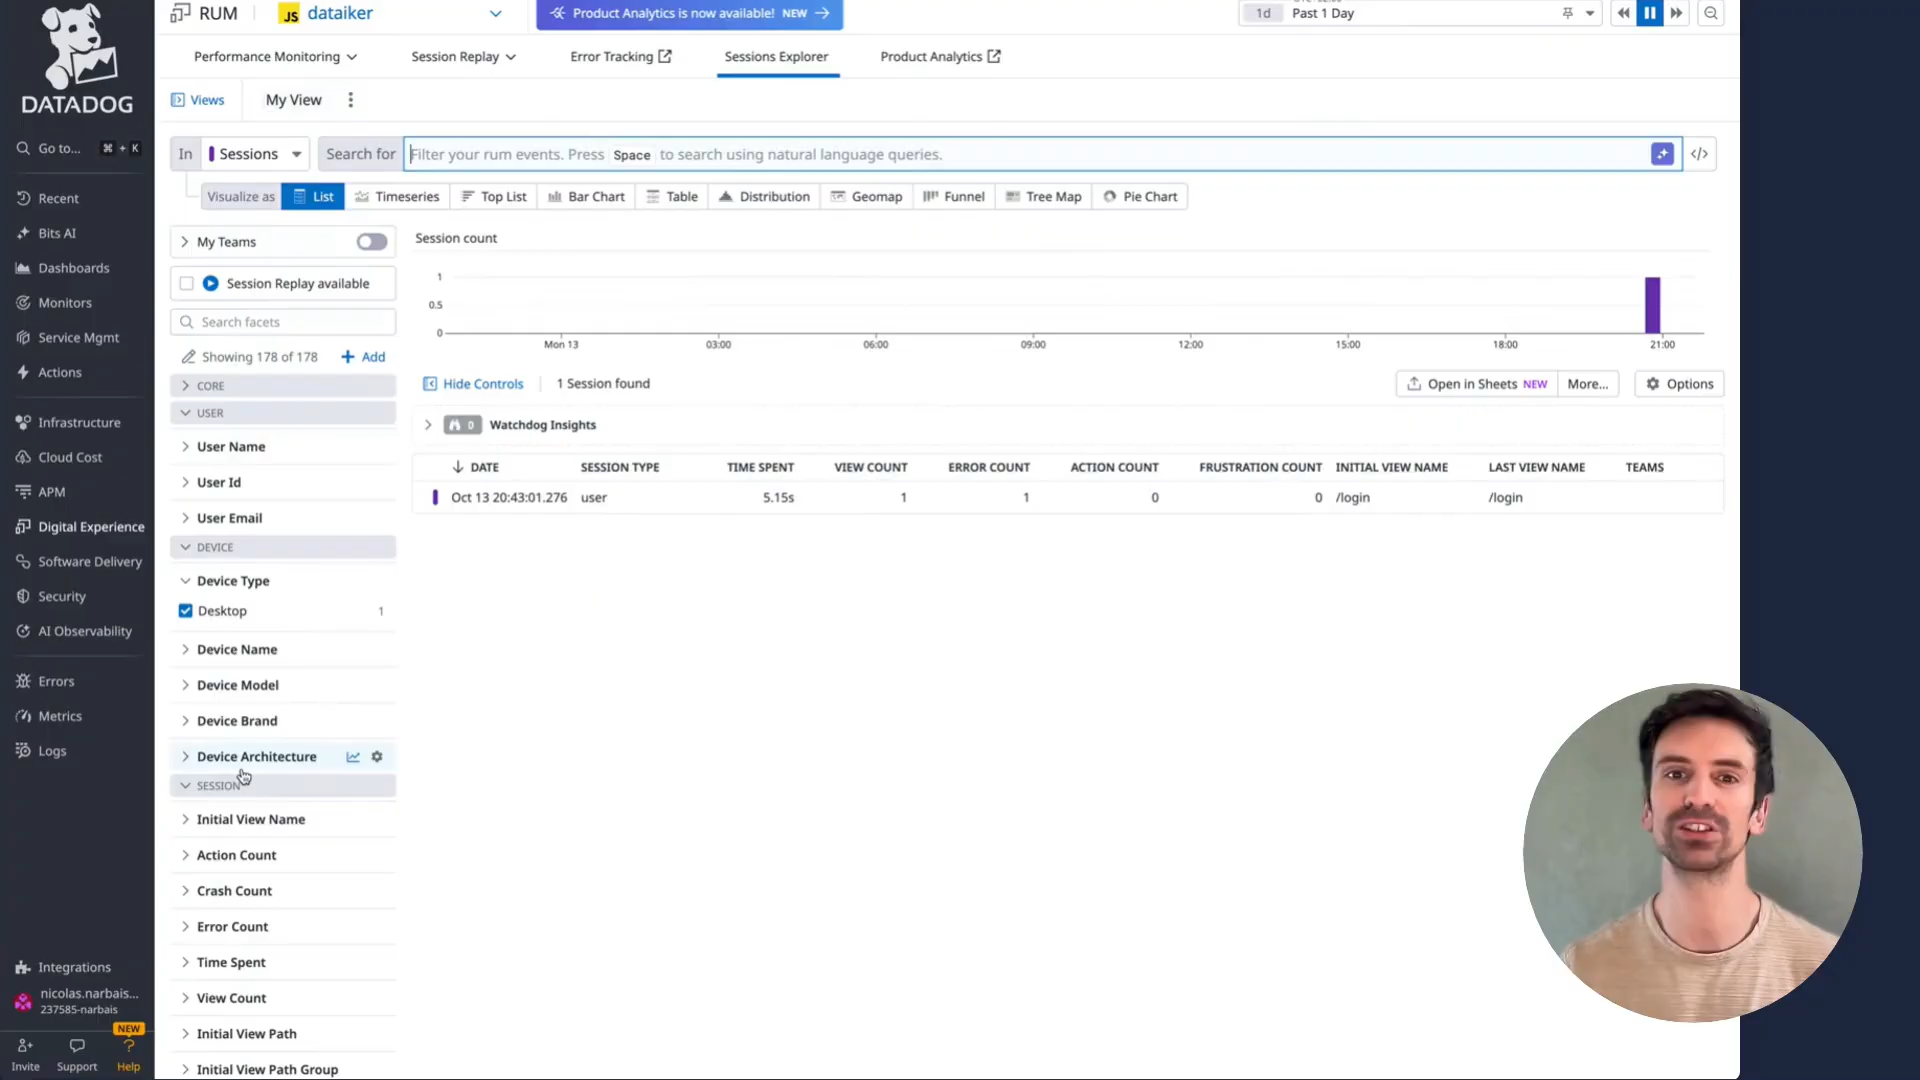 DATADOG
Go to... ⌘ + K
Recent
Bits AI
Dashboards
Monitors
Service Mgmt
Actions
Infrastructure
Cloud Cost
APM
Digital Experience
Software Delivery
Security
AI Observability
Errors
Metrics
Logs
Integrations
nicolas.narbais...
237585-narbais
NEW
Invite Support Help
RUM JS dataiker
Product Analytics is now available! NEW →
1d Past 1 Day
Performance Monitoring Session Replay Error Tracking Sessions Explorer Product Analytics
Views My View
In Sessions Search for Filter your rum events. Press Space to search using natural language queries. </>
Visualize as List Timeseries Top List Bar Chart Table Distribution Geomap Funnel Tree Map Pie Chart
My Teams
Session Replay available
Search facets
Showing 178 of 178 + Add
CORE
USER
User Name
User Id
User Email
DEVICE
Device Type
Desktop 1
Device Name
Device Model
Device Brand
Device Architecture
SESSION
Initial View Name
Action Count
Crash Count
Error Count
Time Spent
View Count
Initial View Path
Initial View Path Group
Session count
1
0.5
0
Mon 13 03:00 06:00 09:00 12:00 15:00 18:00 21:00
Hide Controls 1 Session found Open in Sheets NEW More... Options
0 Watchdog Insights
DATE SESSION TYPE TIME SPENT VIEW COUNT ERROR COUNT ACTION COUNT FRUSTRATION COUNT INITIAL VIEW NAME LAST VIEW NAME TEAMS
Oct 13 20:43:01.276 user 5.15s 1 1 0 0 /login /login